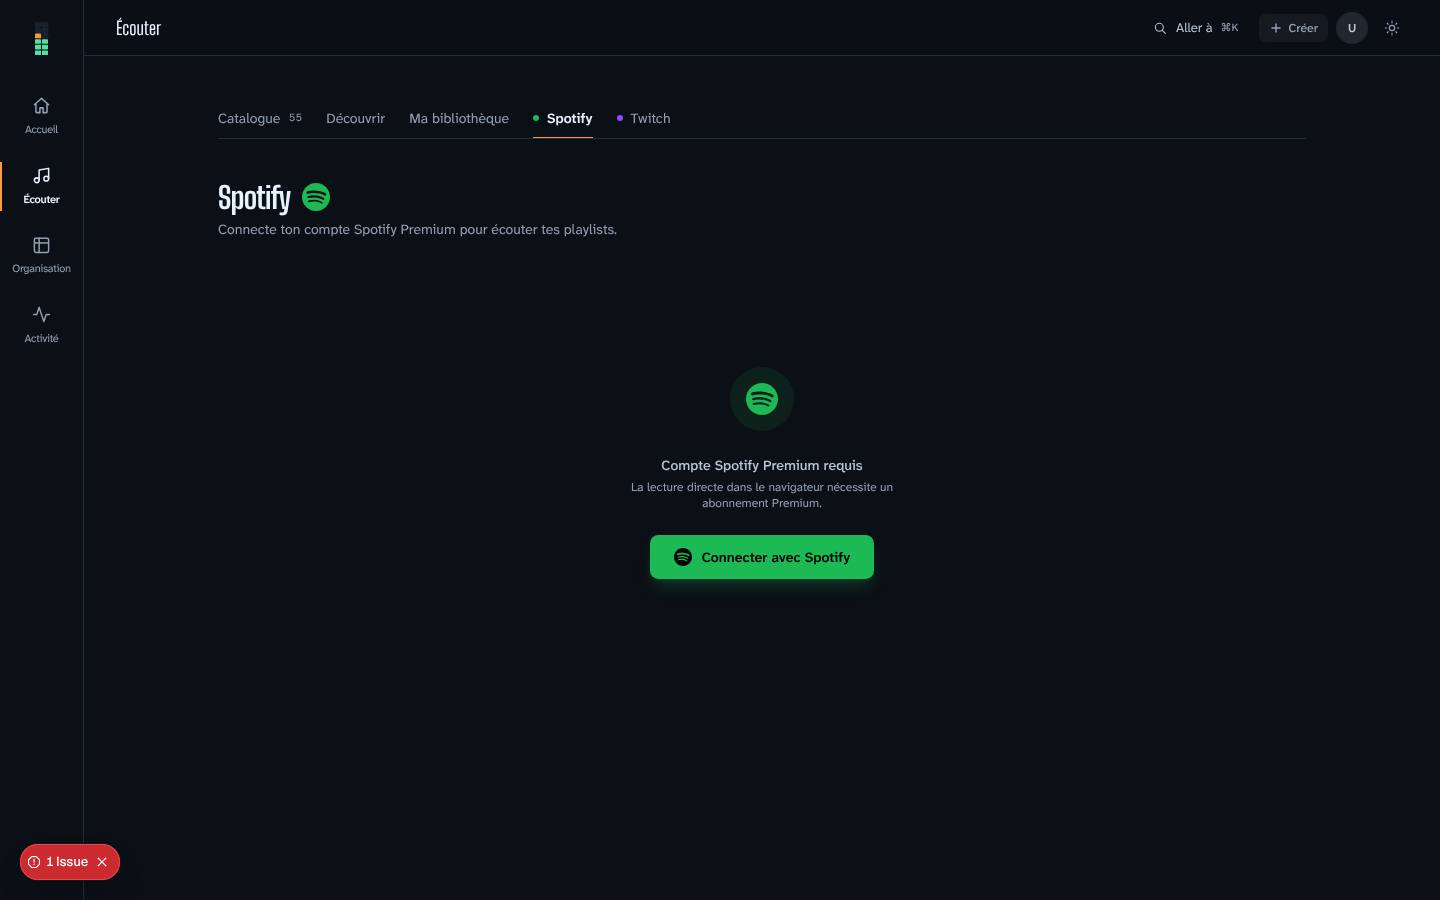 Écouter
Aller à ⌘K
Créer
U
Accueil
Écouter
Organisation
Activité
Catalogue 55
Découvrir
Ma bibliothèque
Spotify
Twitch
Spotify
Connecte ton compte Spotify Premium pour écouter tes playlists.
Compte Spotify Premium requis
La lecture directe dans le navigateur nécessite un
abonnement Premium.
Connecter avec Spotify
1 Issue